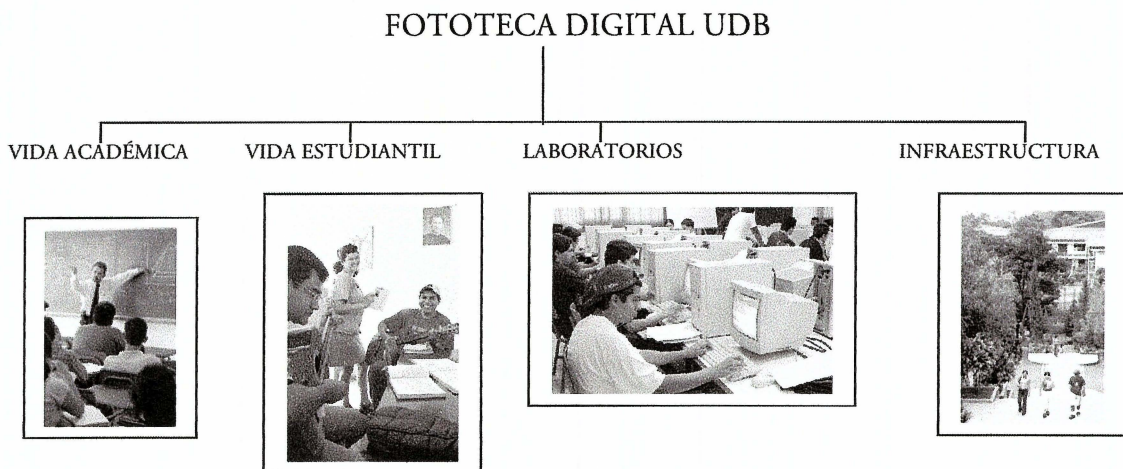 FOTOTECA DIGITAL UDB
VIDA ACADÉMICA
VIDA ESTUDIANTIL
LABORATORIOS
INFRAESTRUCTURA